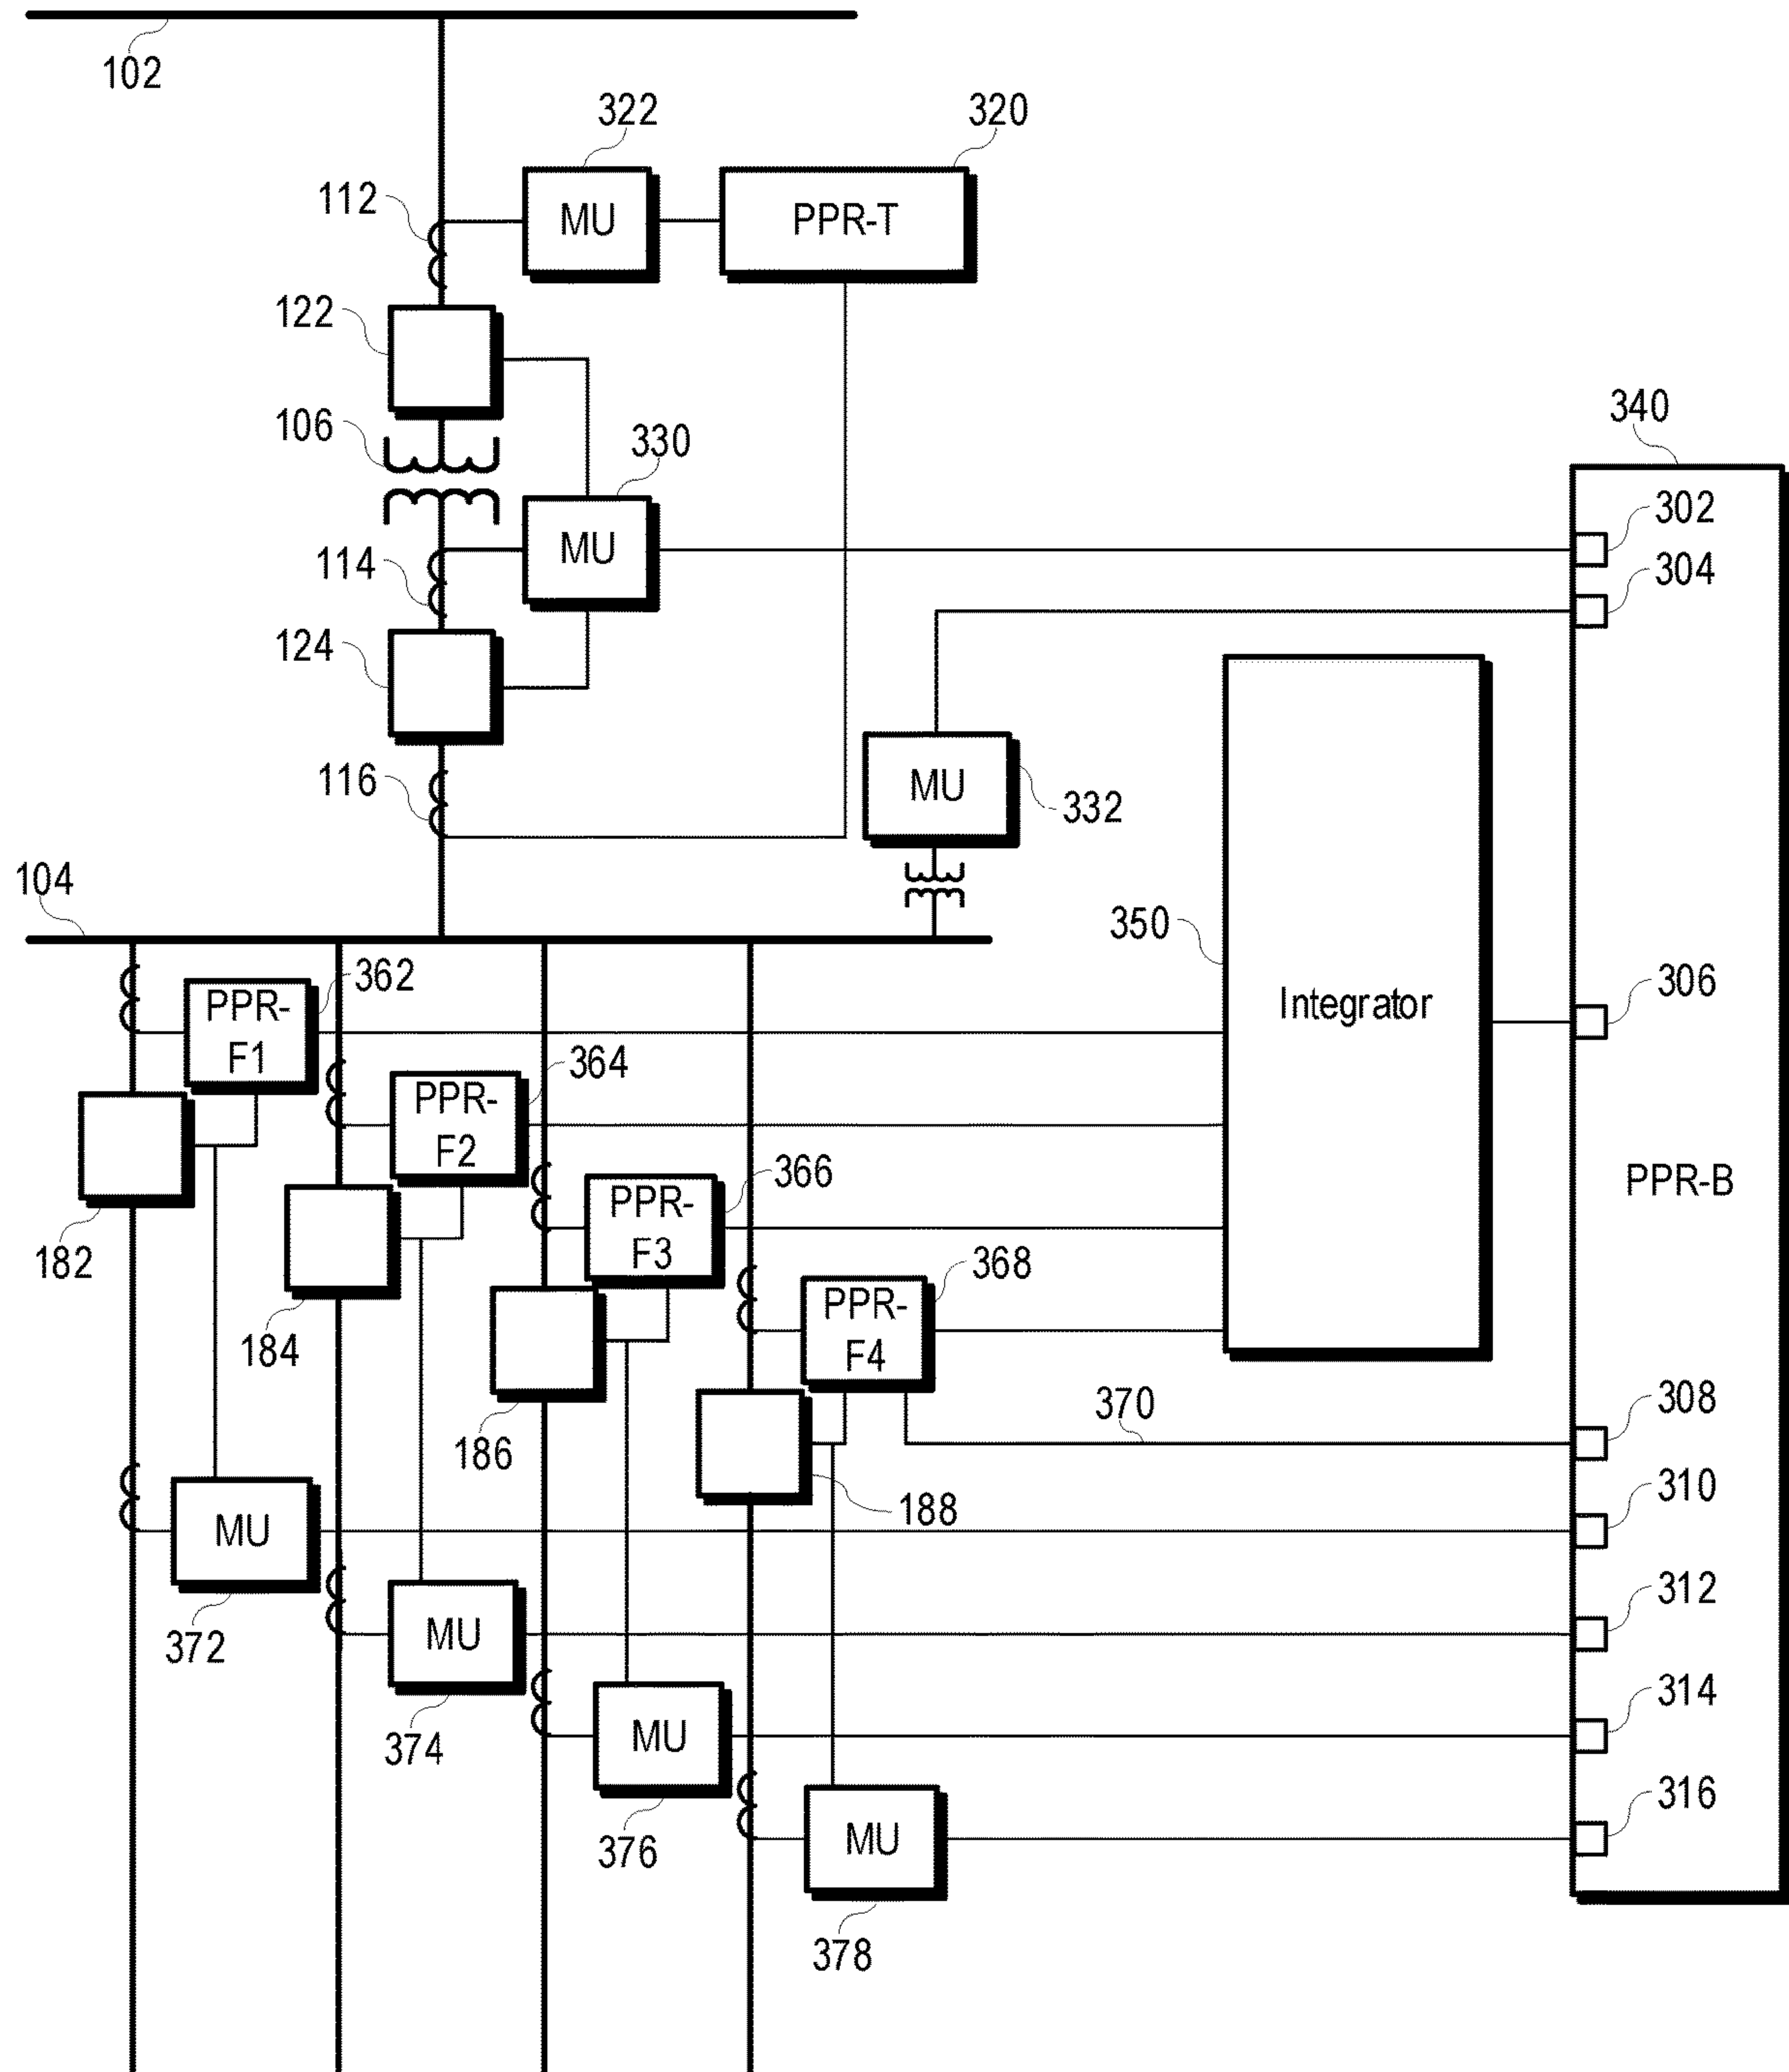 102
322
320
112
MU
PPR-T
122
106
330
340
302
MU
114
304
124
116
MU
332
104
350
362
306
PPR-
F1
Integrator
364
PPR-
F2
366
PPR-B
182
PPR-
F3
368
184
PPR-
F4
370
308
186
188
310
MU
372
312
MU
374
314
MU
376
316
MU
378